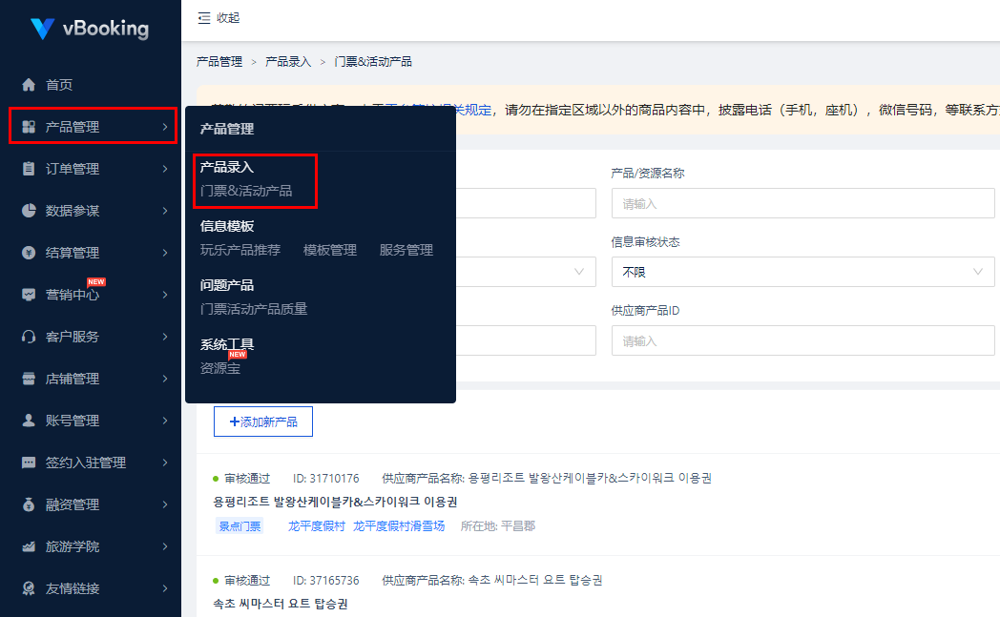 vBooking
首页
产品管理
订单管理
数据参谋
结算管理
营销中心
NEW
客户服务
店铺管理
账号管理
签约入驻管理
融资管理
旅游学院
友情链接
收起
产品管理 > 产品录入 > 门票&活动产品
关规定，请勿在指定区域以外的商品内容中，披露电话（手机，座机），微信号码，等联系方
产品管理
产品录入
门票&活动产品
信息模板
玩乐产品推荐 模板管理 服务管理
问题产品
门票活动产品质量
系统工具
NEW
资源宝
产品/资源名称
请输入
信息审核状态
不限
供应商产品ID
请输入
+添加新产品
审核通过 ID: 31710176 供应商产品名称: 용평리조트 발왕산케이블카&스카이워크 이용권
용평리조트 발왕산케이블카&스카이워크 이용권
景点门票 龙平度假村 龙平度假村滑雪场 所在地: 平昌郡
审核通过 ID: 37165736 供应商产品名称: 속초 씨마스터 요트 탑승권
속초 씨마스터 요트 탑승권